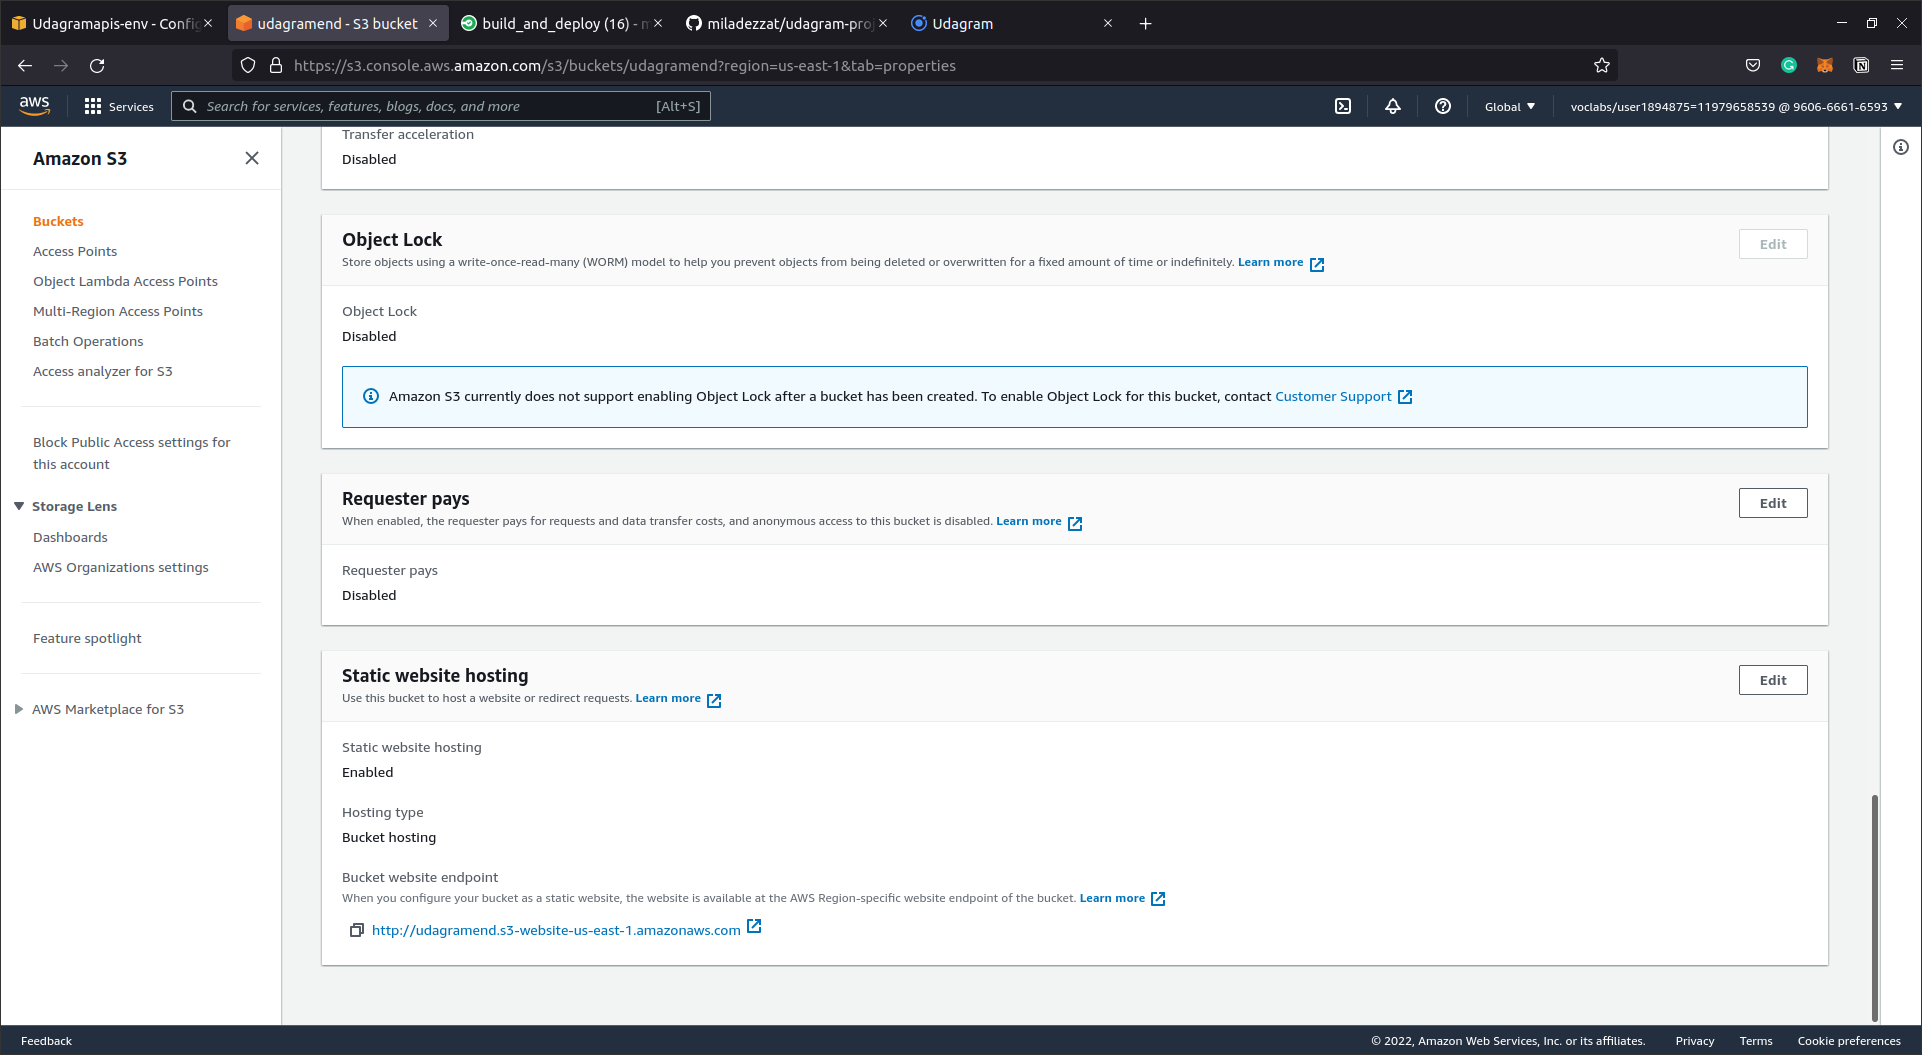 Udagramapis-env - Config
udagramend - S3 bucket
build_and_deploy (16) - m
miladezzat/udagram-proj
Udagram
https://s3.console.aws.amazon.com/s3/buckets/udagramend?region=us-east-1&tab=properties
aws
Services
Search for services, features, blogs, docs, and more
[Alt+S]
Global
voclabs/user1894875=11979658539 @ 9606-6661-6593
Amazon S3
Buckets
Access Points
Object Lambda Access Points
Multi-Region Access Points
Batch Operations
Access analyzer for S3
Block Public Access settings for
this account
Storage Lens
Dashboards
AWS Organizations settings
Feature spotlight
AWS Marketplace for S3
Transfer acceleration
Disabled
Object Lock
Edit
Store objects using a write-once-read-many (WORM) model to help you prevent objects from being deleted or overwritten for a fixed amount of time or indefinitely. Learn more
Object Lock
Disabled
Amazon S3 currently does not support enabling Object Lock after a bucket has been created. To enable Object Lock for this bucket, contact Customer Support
Requester pays
Edit
When enabled, the requester pays for requests and data transfer costs, and anonymous access to this bucket is disabled. Learn more
Requester pays
Disabled
Static website hosting
Edit
Use this bucket to host a website or redirect requests. Learn more
Static website hosting
Enabled
Hosting type
Bucket hosting
Bucket website endpoint
When you configure your bucket as a static website, the website is available at the AWS Region-specific website endpoint of the bucket. Learn more
http://udagramend.s3-website-us-east-1.amazonaws.com
Feedback
© 2022, Amazon Web Services, Inc. or its affiliates.
Privacy
Terms
Cookie preferences